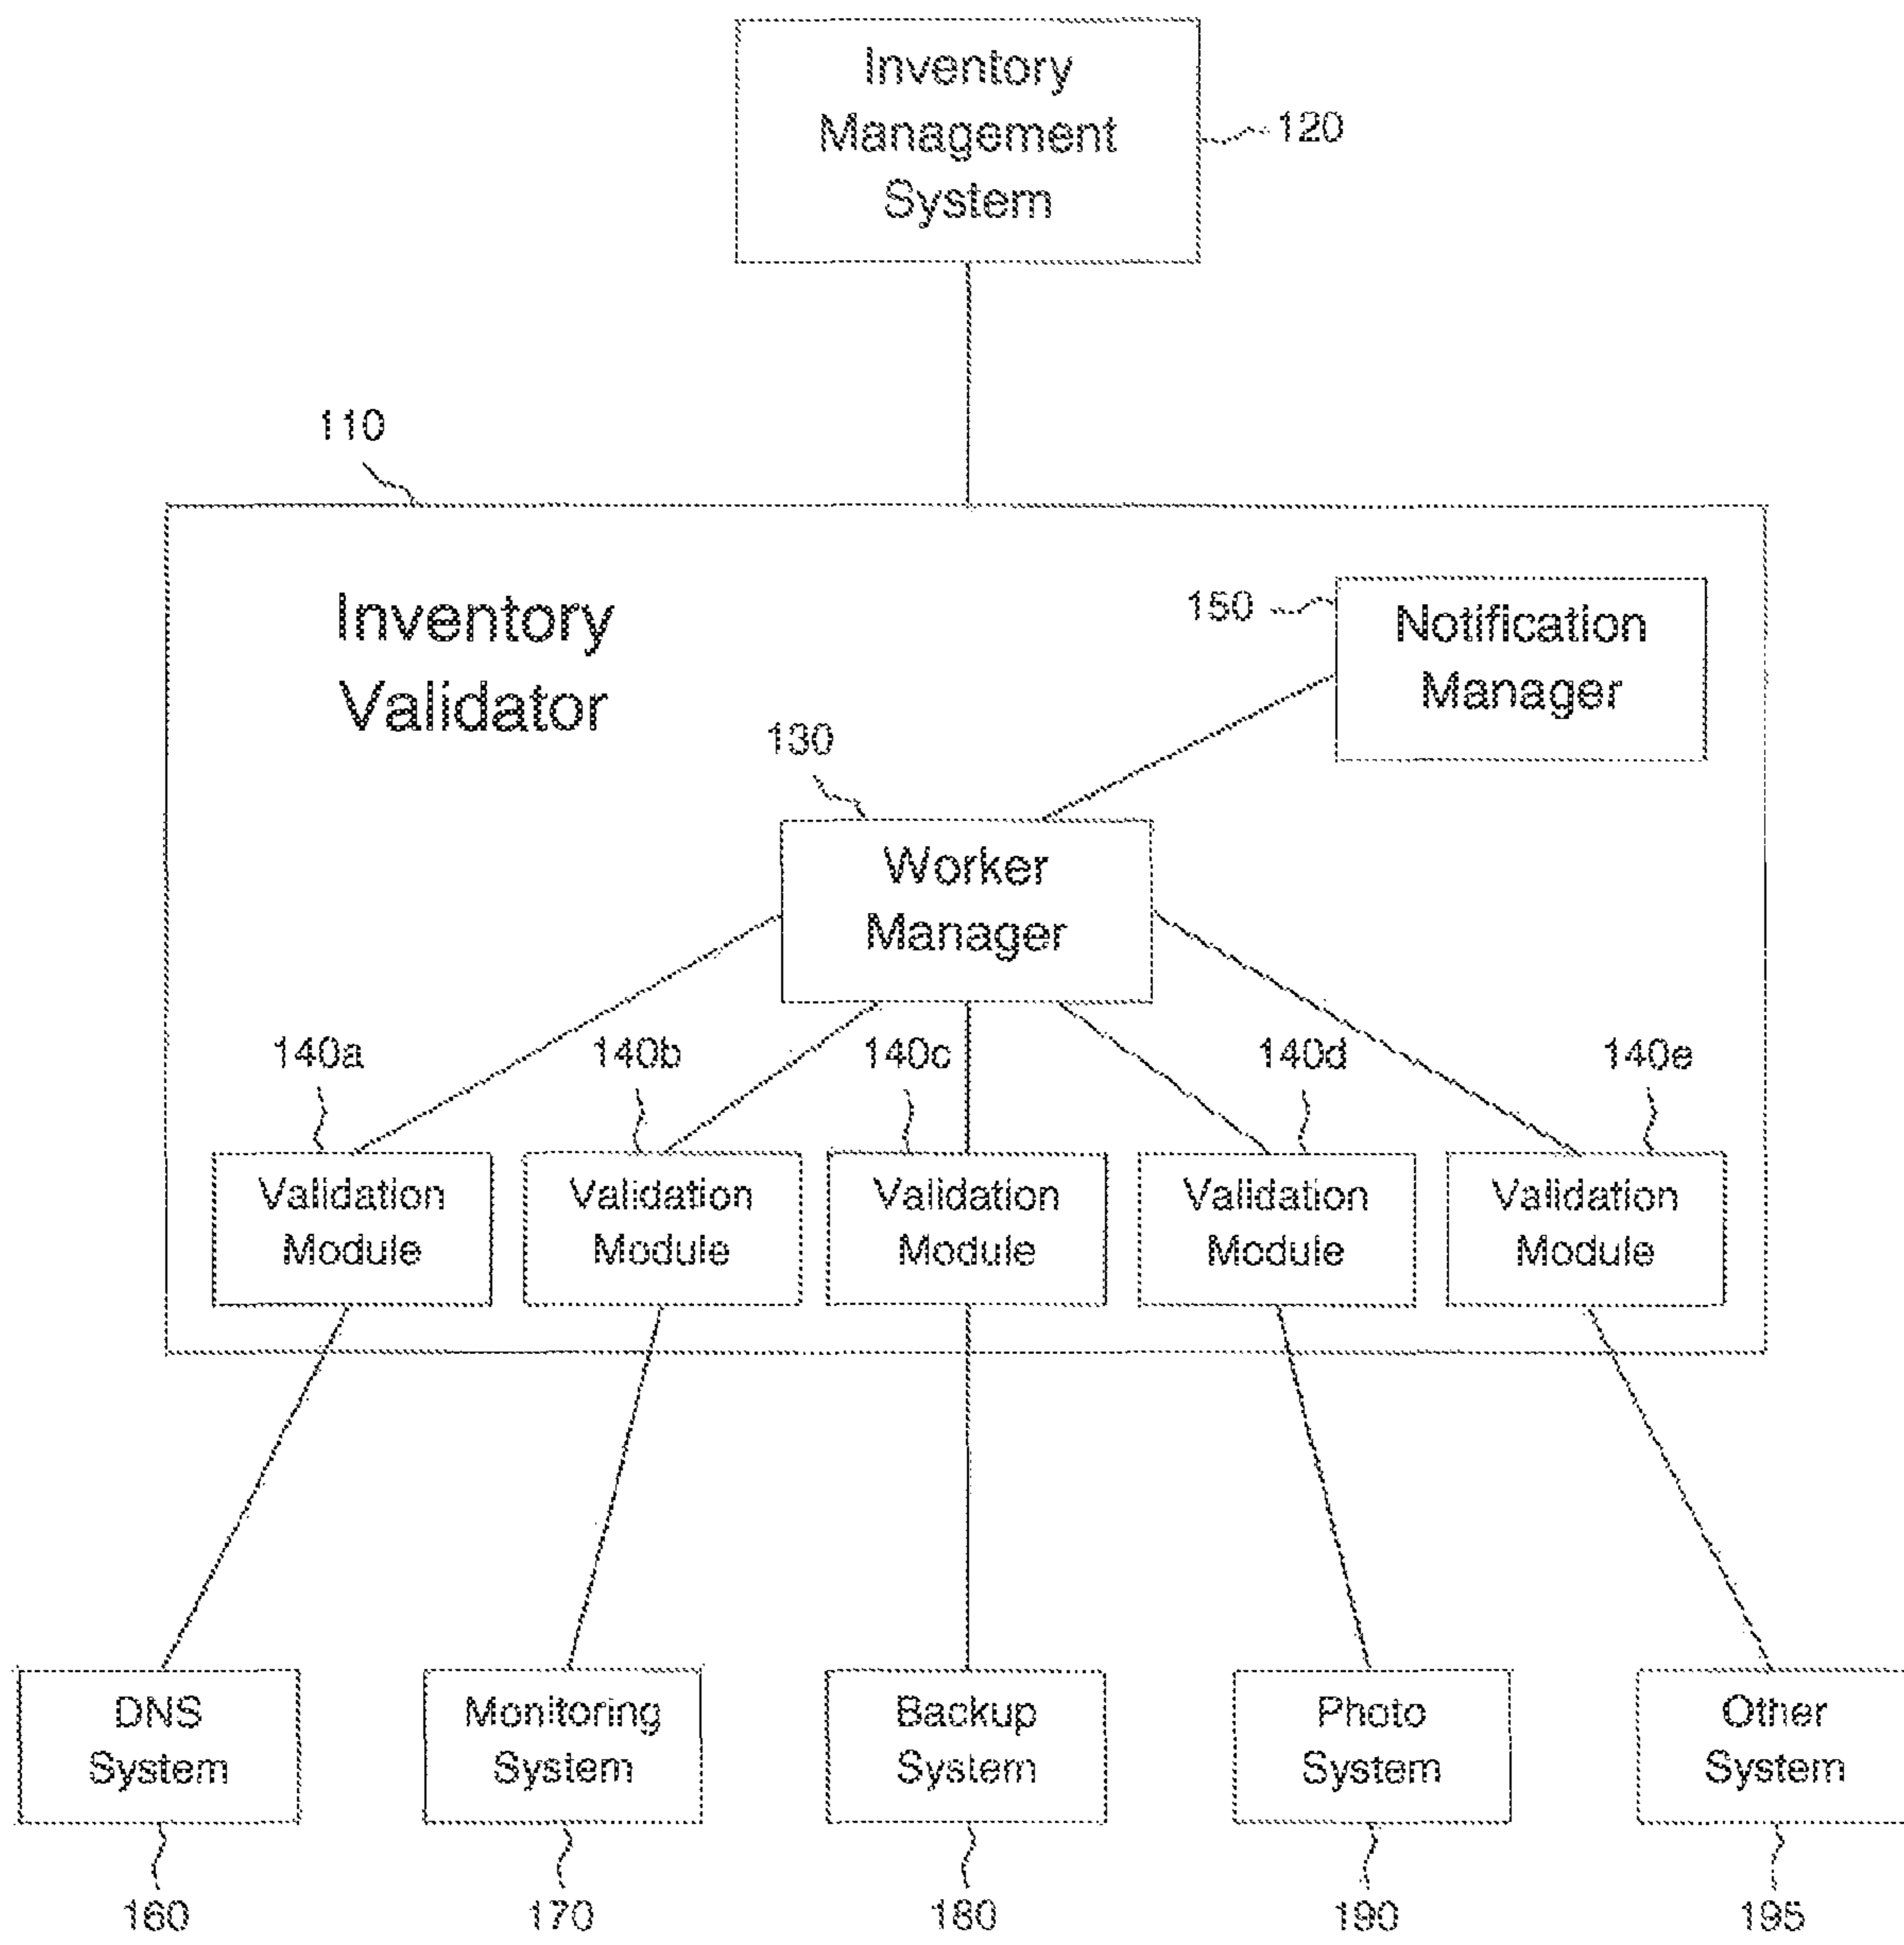 Inventory
Management
System
120
110
Inventory
Validator
150
Notification
Manager
130
Worker
Manager
140a
140b
140c
140d
140e
Validation
Module
Validation
Module
Validation
Module
Validation
Module
Validation
Module
DNS
System
Monitoring
System
Backup
System
Photo
System
Other
System
160
170
180
190
195